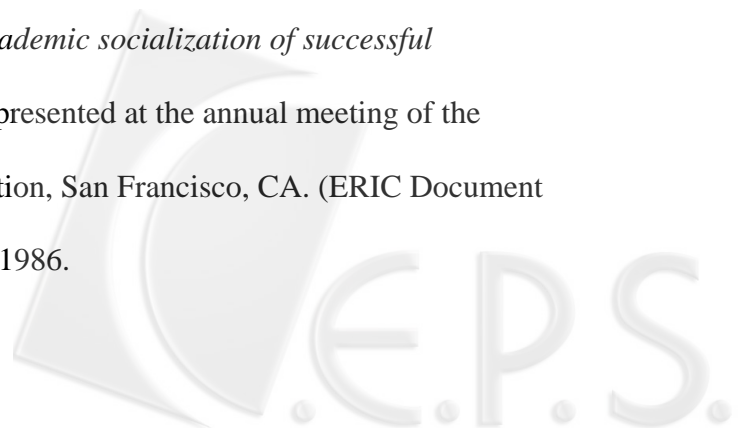 ademic socialization of successful
presented at the annual meeting of the
tion, San Francisco, CA. (ERIC Document
1986.
C.E.P.S.